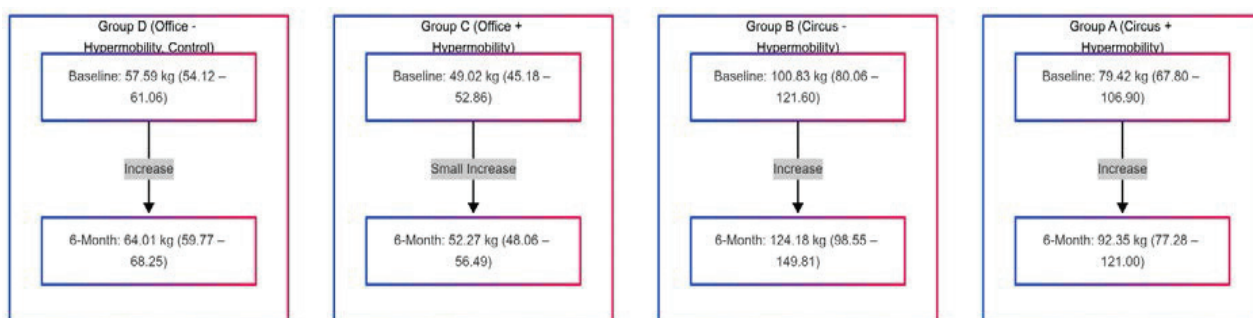 Group D (Office -
Hypermobility, Control)
Baseline: 57.59 kg (54.12 –
61.06)
Increase
6-Month: 64.01 kg (59.77 –
68.25)
Group C (Office +
Hypermobility)
Baseline: 49.02 kg (45.18 –
52.86)
Small Increase
6-Month: 52.27 kg (48.06 –
56.49)
Group B (Circus -
Hypermobility)
Baseline: 100.83 kg (80.06 –
121.60)
Increase
6-Month: 124.18 kg (98.55 –
149.81)
Group A (Circus +
Hypermobility)
Baseline: 79.42 kg (67.80 –
106.90)
Increase
6-Month: 92.35 kg (77.28 –
121.00)